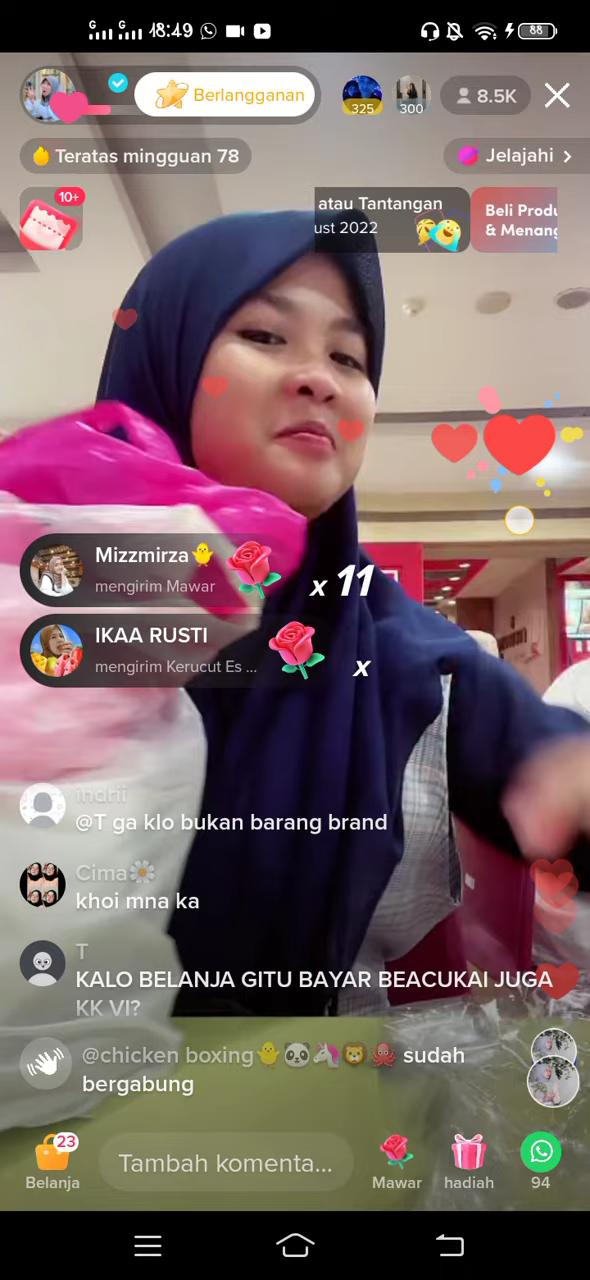 G
G
18:49
88
Berlangganan
325
300
8.5K
Teratas mingguan 78
Jelajahi
10+
atau Tantangan
ust 2022
Beli Produ
& Menang
Mizzmirza🐥
mengirim Mawar
x 11
IKAA RUSTI
mengirim Kerucut Es ...
x
indrii
@T ga klo bukan barang brand
Cima🌼
khoi mna ka
T
KALO BELANJA GITU BAYAR BEACUKAI JUGA
KK VI?
@chicken boxing🐥🐼🦄🦁🐙 sudah
bergabung
23
Belanja
Tambah komenta...
Mawar
hadiah
94